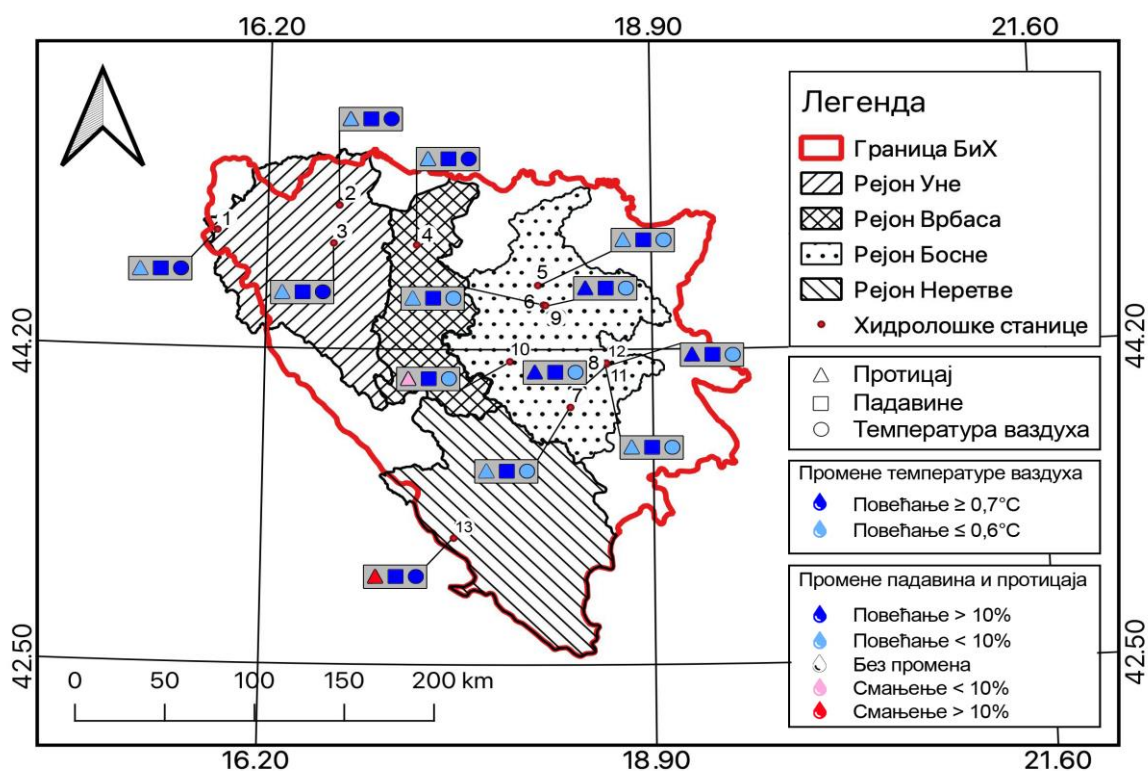 16.20 18.90 21.60
Легенда
Граница БиХ
Рејон Уне
Рејон Врбаса
Рејон Босне
Рејон Неретве
Хидролошке станице
Протицај
Падавине
Температура ваздуха
Промене температуре ваздуха
Повећање ≥ 0,7°C
Повећање ≤ 0,6°C
Промене падавина и протицаја
Повећање > 10%
Повећање < 10%
Без промена
Смањење < 10%
Смањење > 10%
1
2
3
4
5
6
9
10
8
12
11
7
13
44.20
44.20
42.50
42.50
0 50 100 150 200 km
16.20 18.90 21.60